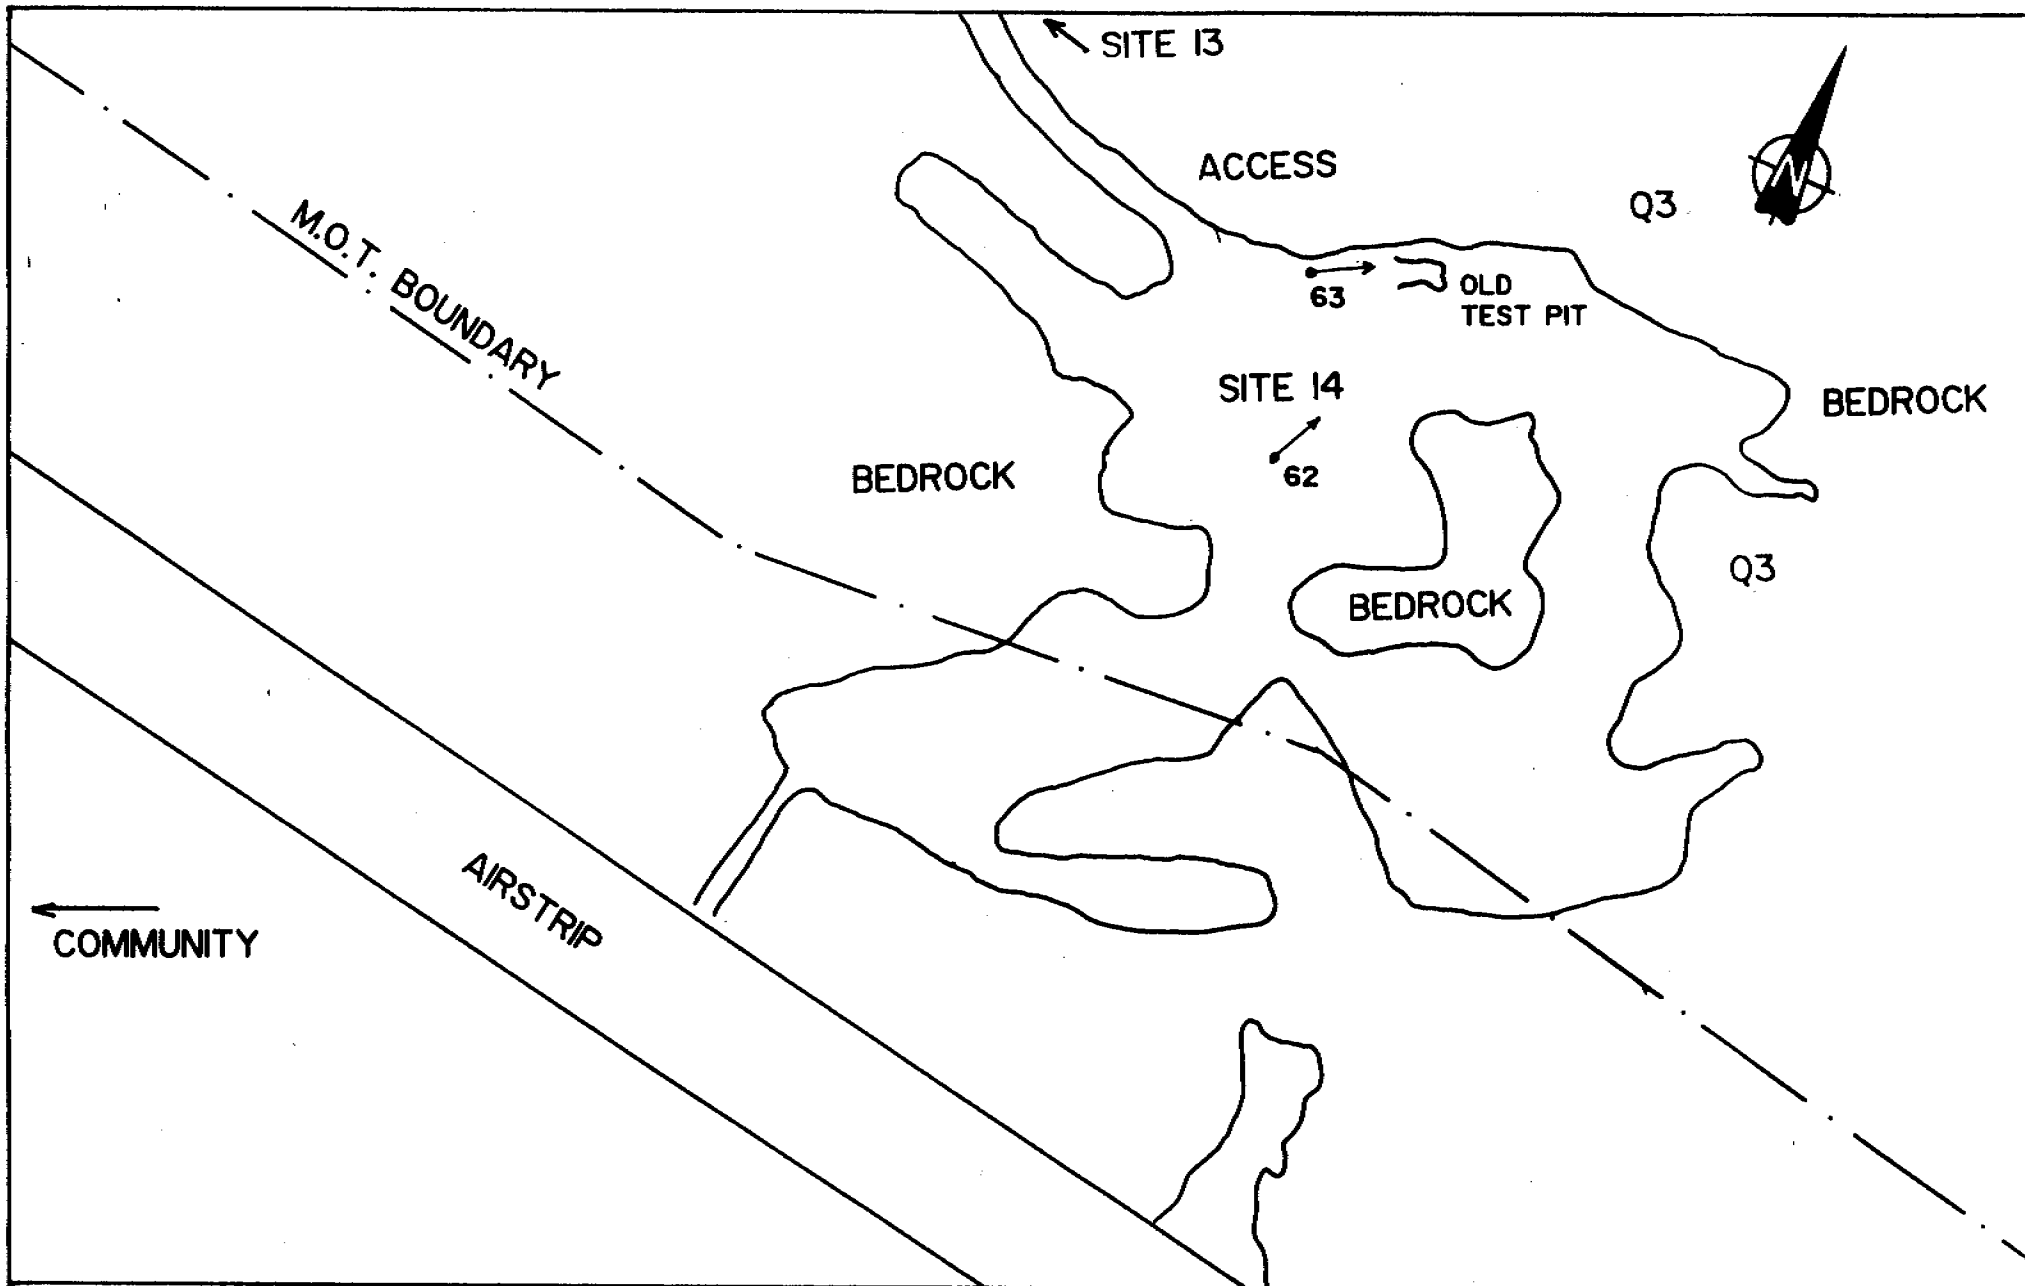 SITE 13
ACCESS
Q3
N
M.O.T. BOUNDARY
63
OLD
TEST PIT
SITE 14
BEDROCK
BEDROCK
62
Q3
BEDROCK
AIRSTRIP
COMMUNITY